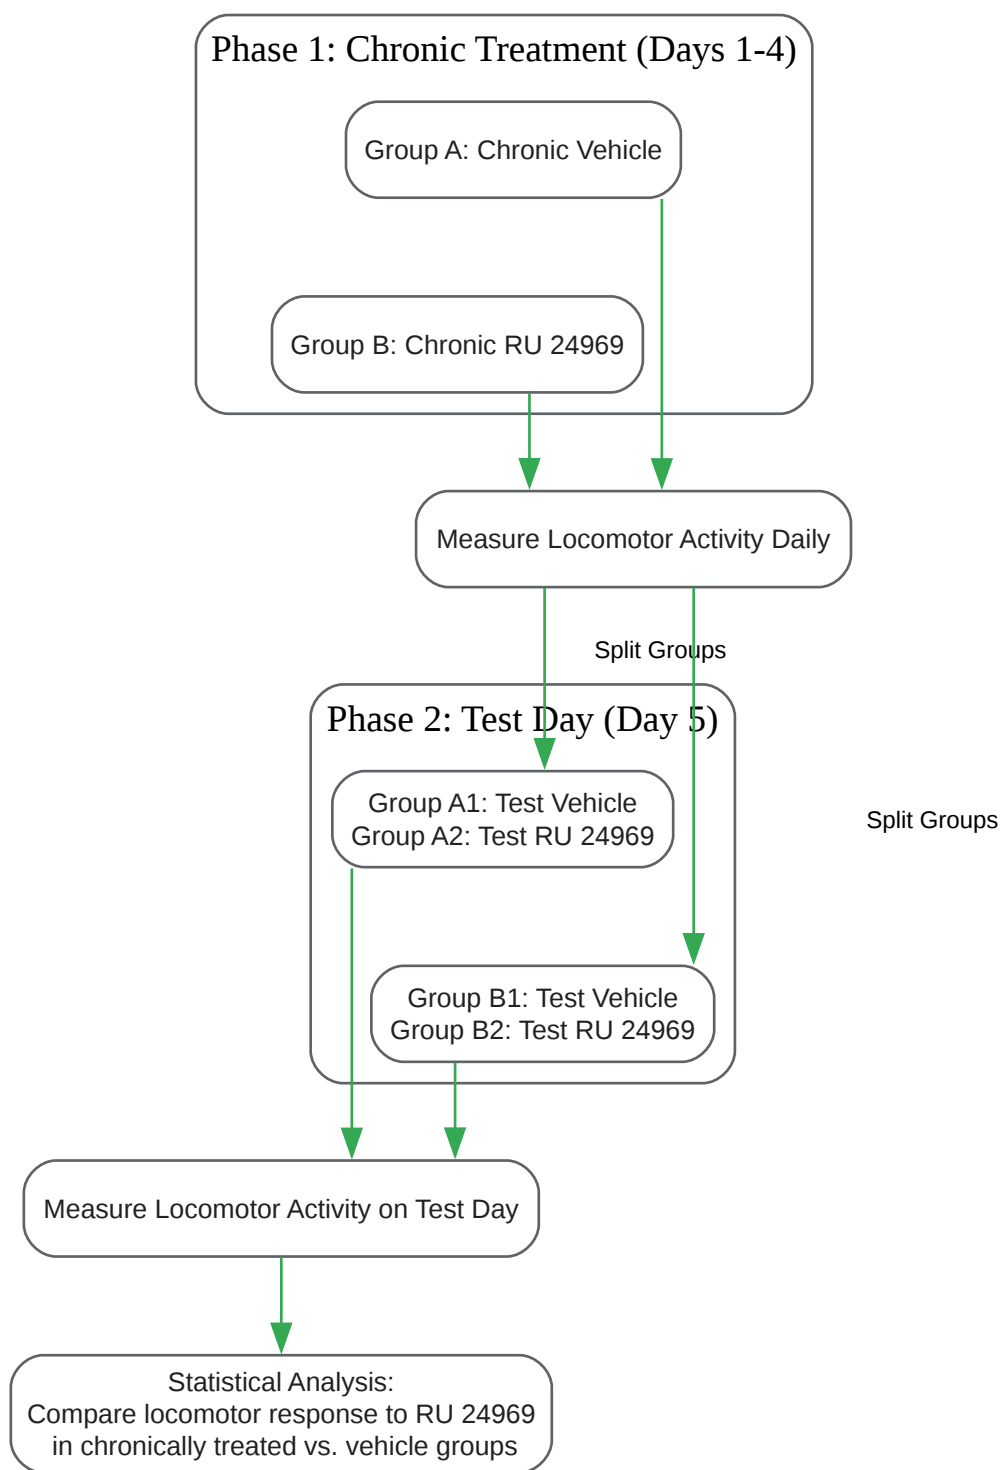 Phase 1: Chronic Treatment (Days 1-4)
Group A: Chronic Vehicle
Group B: Chronic RU 24969
Measure Locomotor Activity Daily
Split Groups
Phase 2: Test Day (Day 5)
Group A1: Test Vehicle
Group A2: Test RU 24969
Split Groups
Group B1: Test Vehicle
Group B2: Test RU 24969
Measure Locomotor Activity on Test Day
Statistical Analysis:
Compare locomotor response to RU 24969
in chronically treated vs. vehicle groups